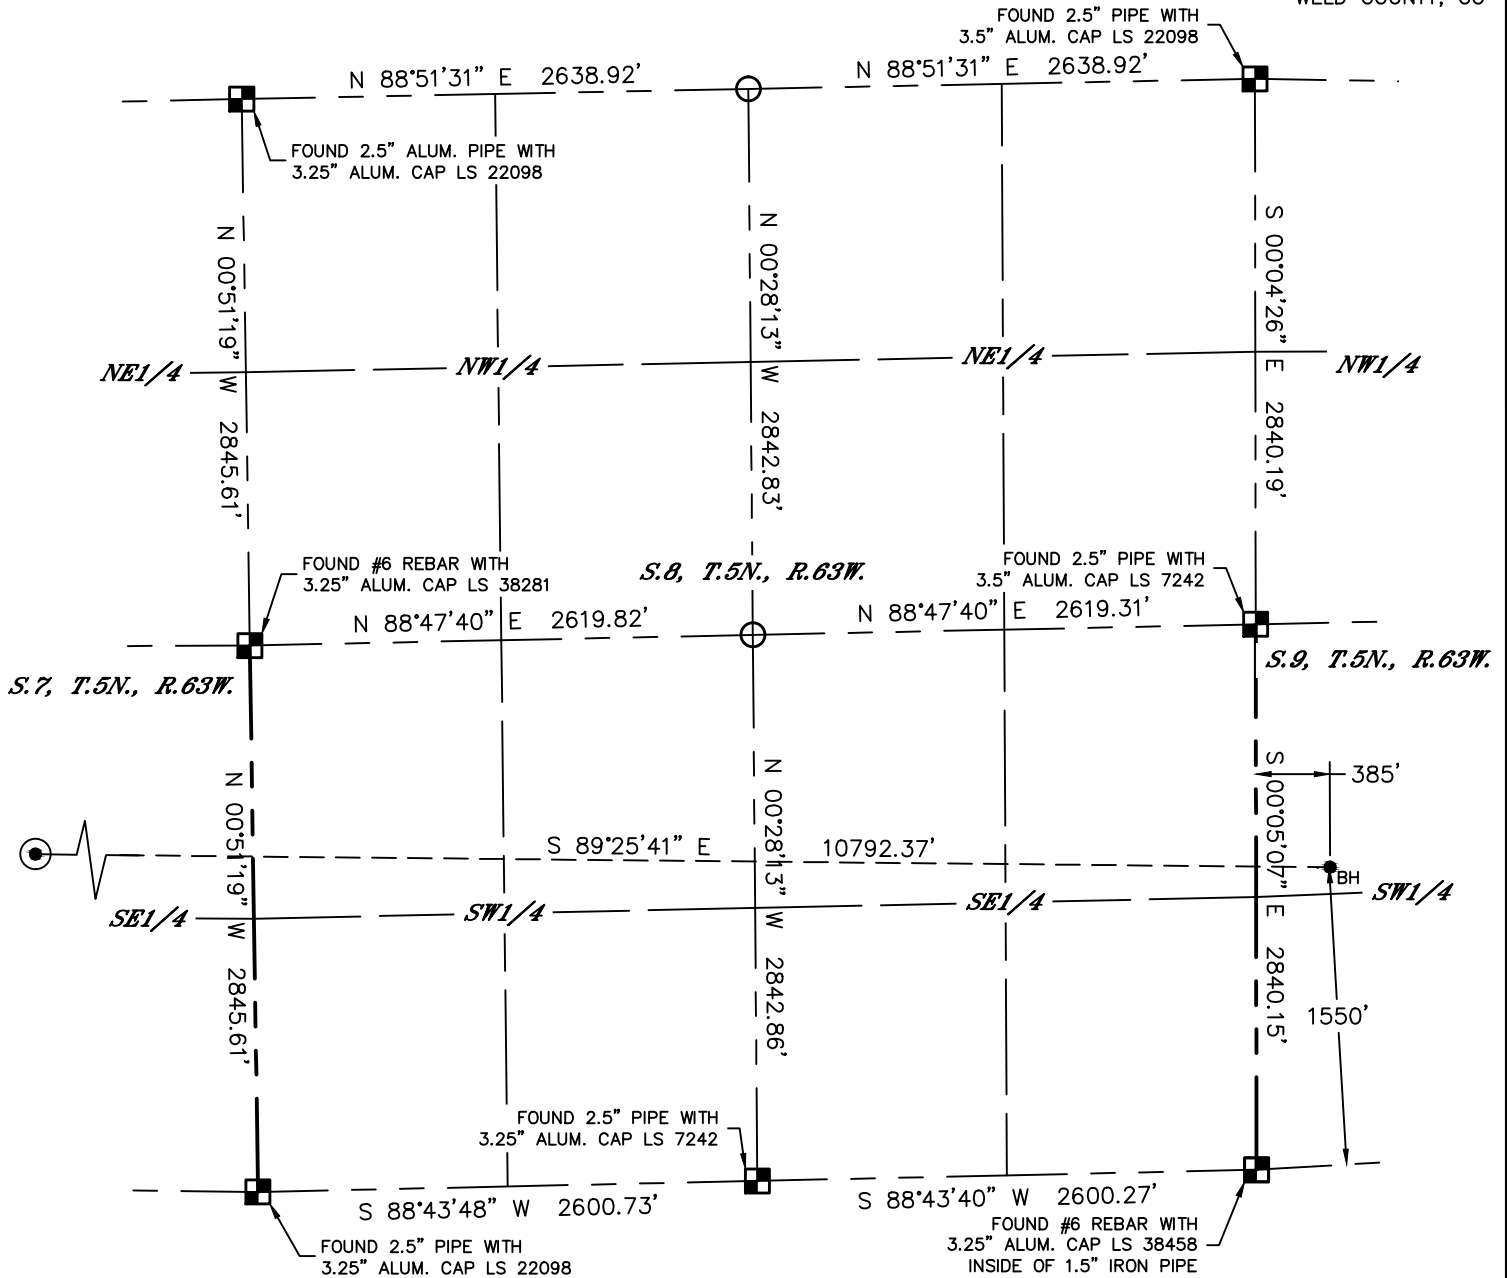 WELD COUNTY, CO
FOUND 2.5" PIPE WITH
3.5" ALUM. CAP LS 22098
N 88°51'31" E 2638.92'
N 88°51'31" E 2638.92'
FOUND 2.5" ALUM. PIPE WITH
3.25" ALUM. CAP LS 22098
N 00°51'19" W 2845.61'
N 00°28'13" W 2842.83'
S 00°04'26" E 2840.19'
NE1/4
NW1/4
NE1/4
NW1/4
FOUND #6 REBAR WITH
3.25" ALUM. CAP LS 38281
S.8, T.5N., R.63W.
FOUND 2.5" PIPE WITH
3.5" ALUM. CAP LS 7242
N 88°47'40" E 2619.82'
N 88°47'40" E 2619.31'
S.7, T.5N., R.63W.
S.9, T.5N., R.63W.
N 00°51'19" W 2845.61'
N 00°28'13" W 2842.86'
S 00°05'07" E 2840.15'
385'
S 89°25'41" E 10792.37'
BH
SE1/4
SW1/4
SE1/4
SW1/4
1550'
FOUND 2.5" PIPE WITH
3.25" ALUM. CAP LS 7242
S 88°43'48" W 2600.73'
S 88°43'40" W 2600.27'
FOUND 2.5" PIPE WITH
3.25" ALUM. CAP LS 22098
FOUND #6 REBAR WITH
3.25" ALUM. CAP LS 38458
INSIDE OF 1.5" IRON PIPE